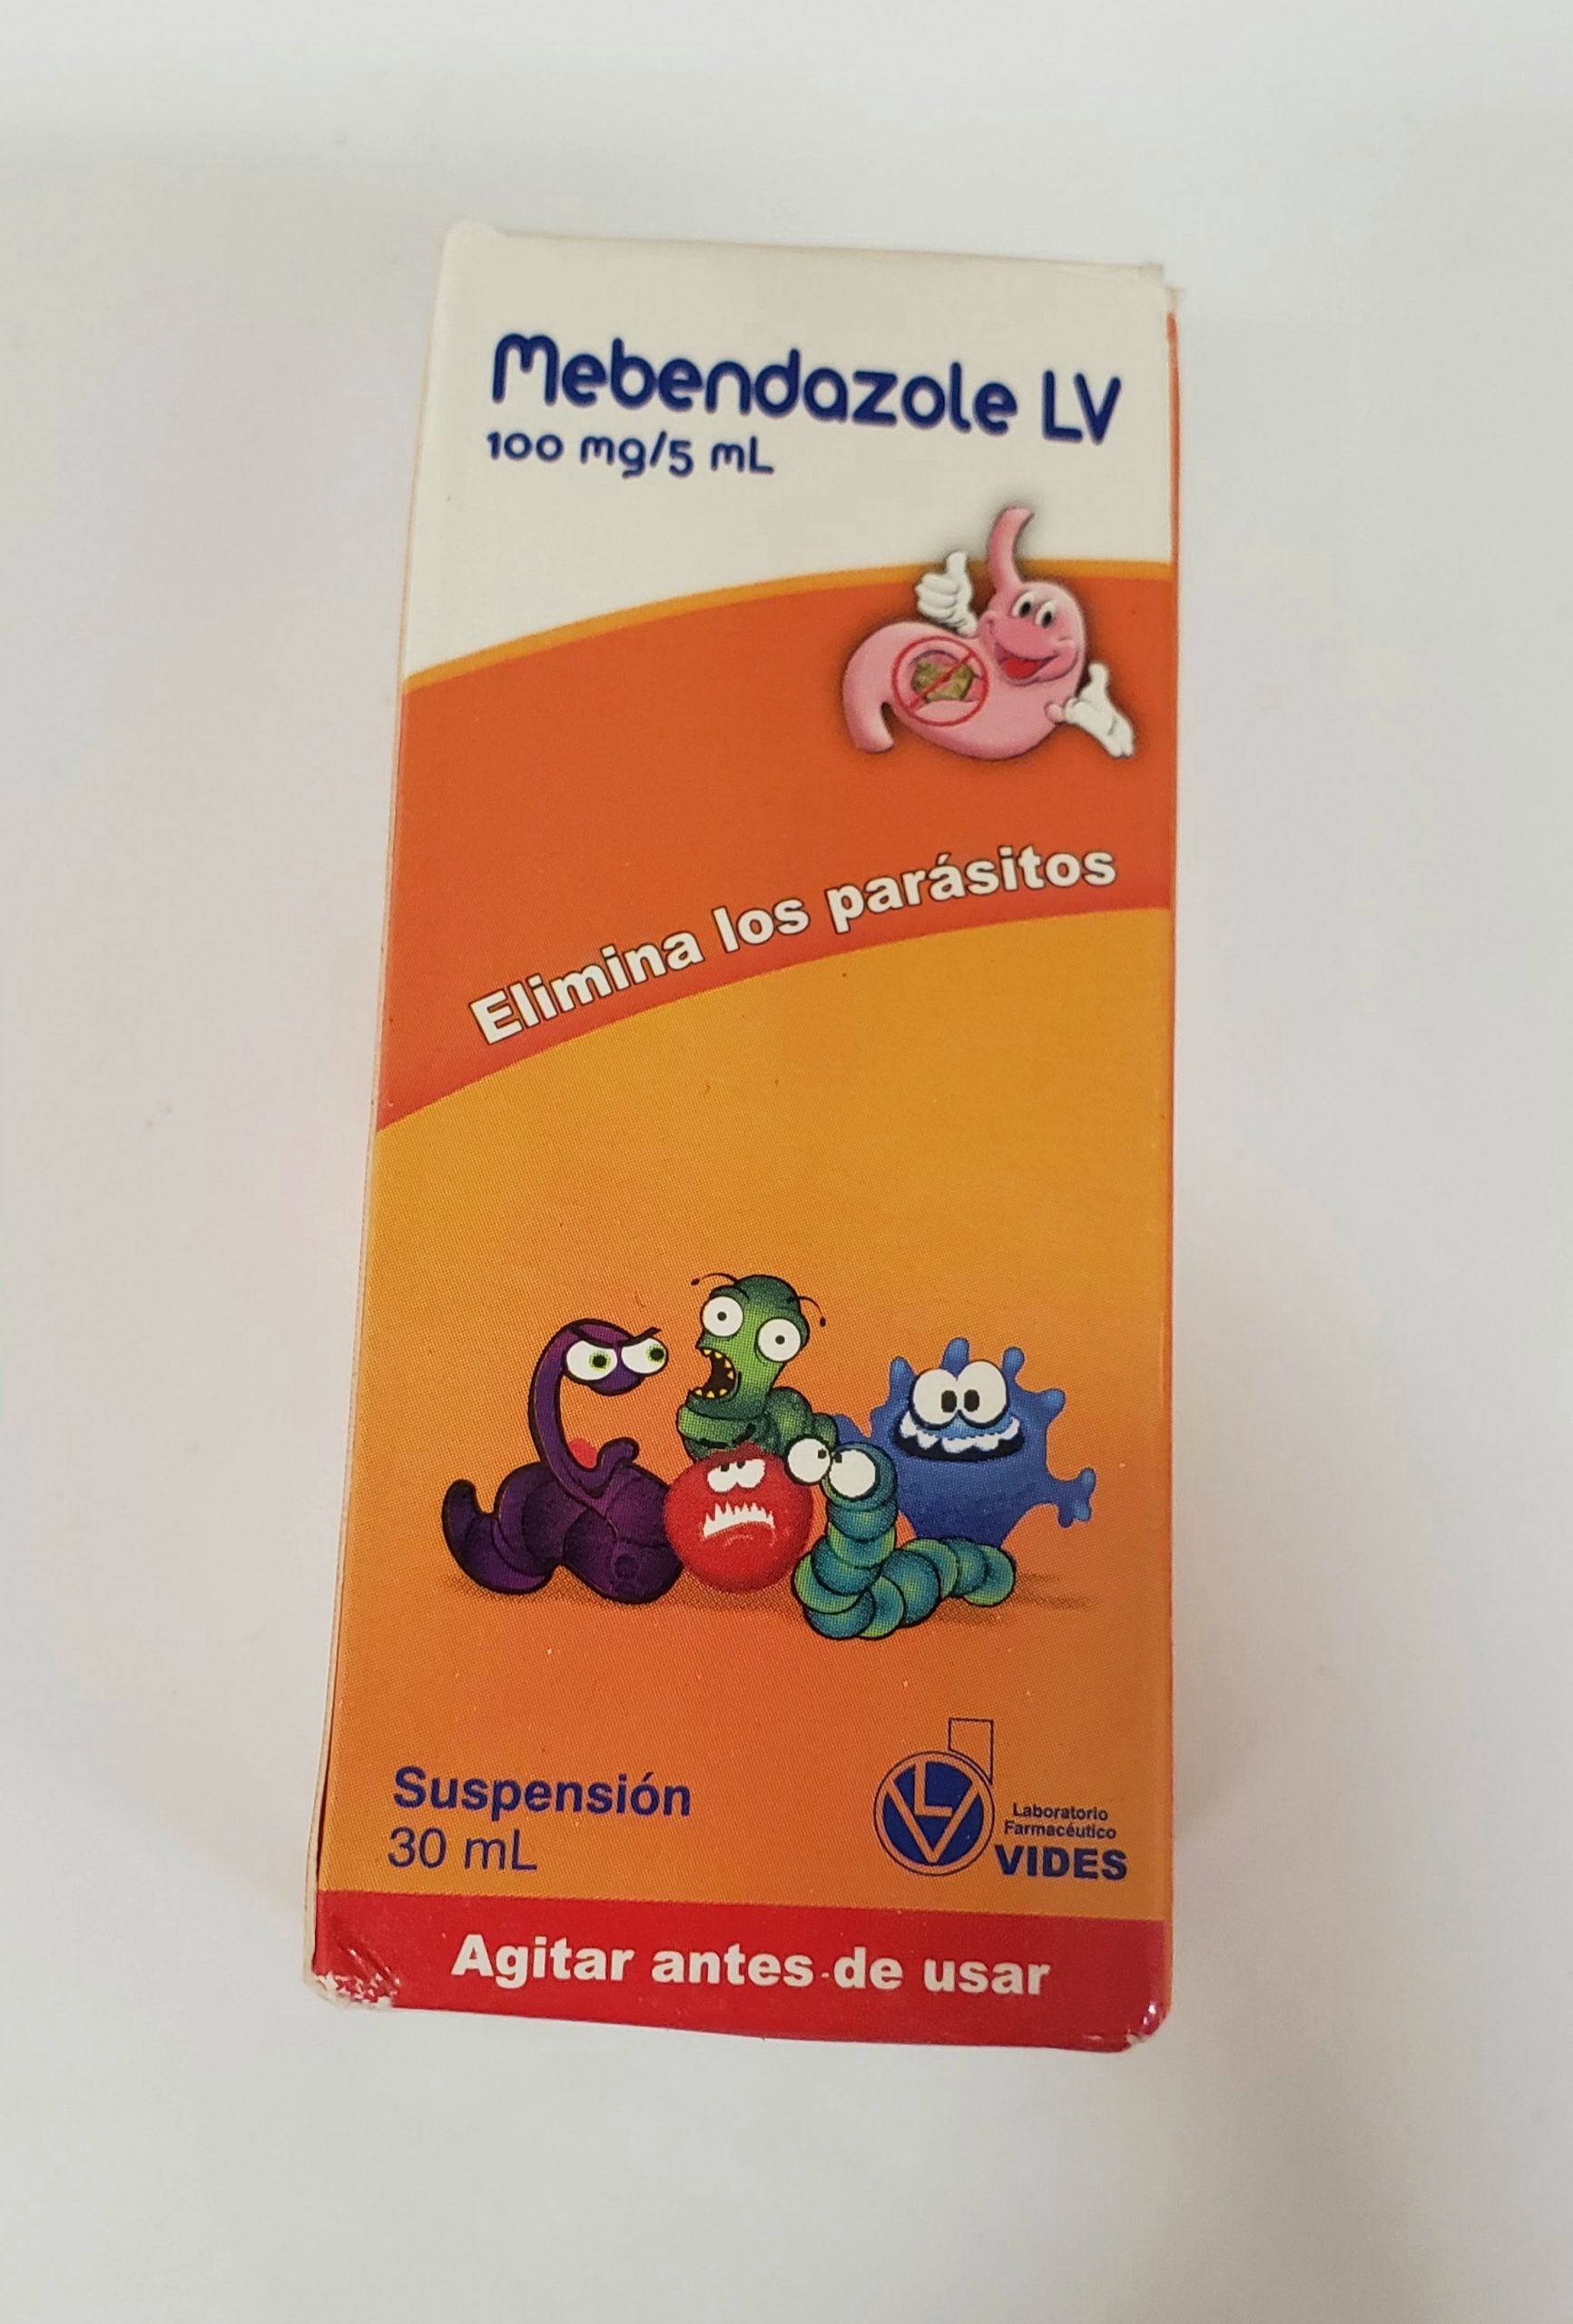 Mebendazole LV
100 mg/5 mL
Elimina los parásitos
Suspensión
30 mL
LV
Laboratorio
Farmacéutico
VIDES
Agitar antes de usar